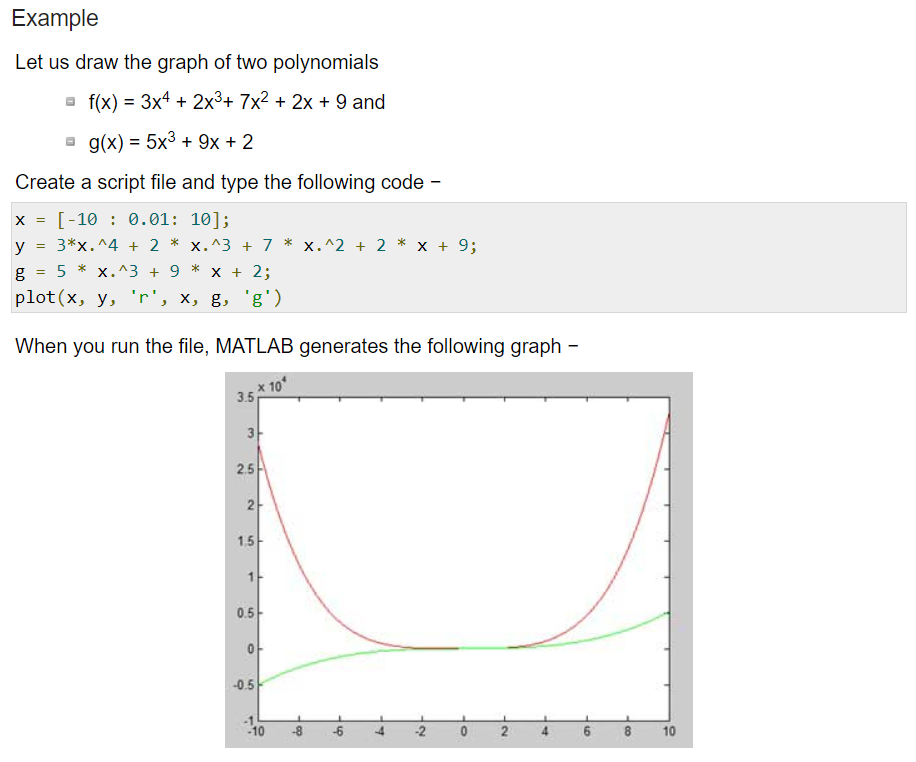 Example
Let us draw the graph of two polynomials
f(x) = 3x⁴ + 2x³+ 7x² + 2x + 9 and
g(x) = 5x³ + 9x + 2
Create a script file and type the following code −
x = [-10 : 0.01: 10];
y = 3*x.^4 + 2 * x.^3 + 7 * x.^2 + 2 * x + 9;
g = 5 * x.^3 + 9 * x + 2;
plot(x, y, 'r', x, g, 'g')
When you run the file, MATLAB generates the following graph −
x 10⁴
3.5
3
2.5
2
1.5
1
0.5
0
-0.5
-1
-10 -8 -6 -4 -2 0 2 4 6 8 10